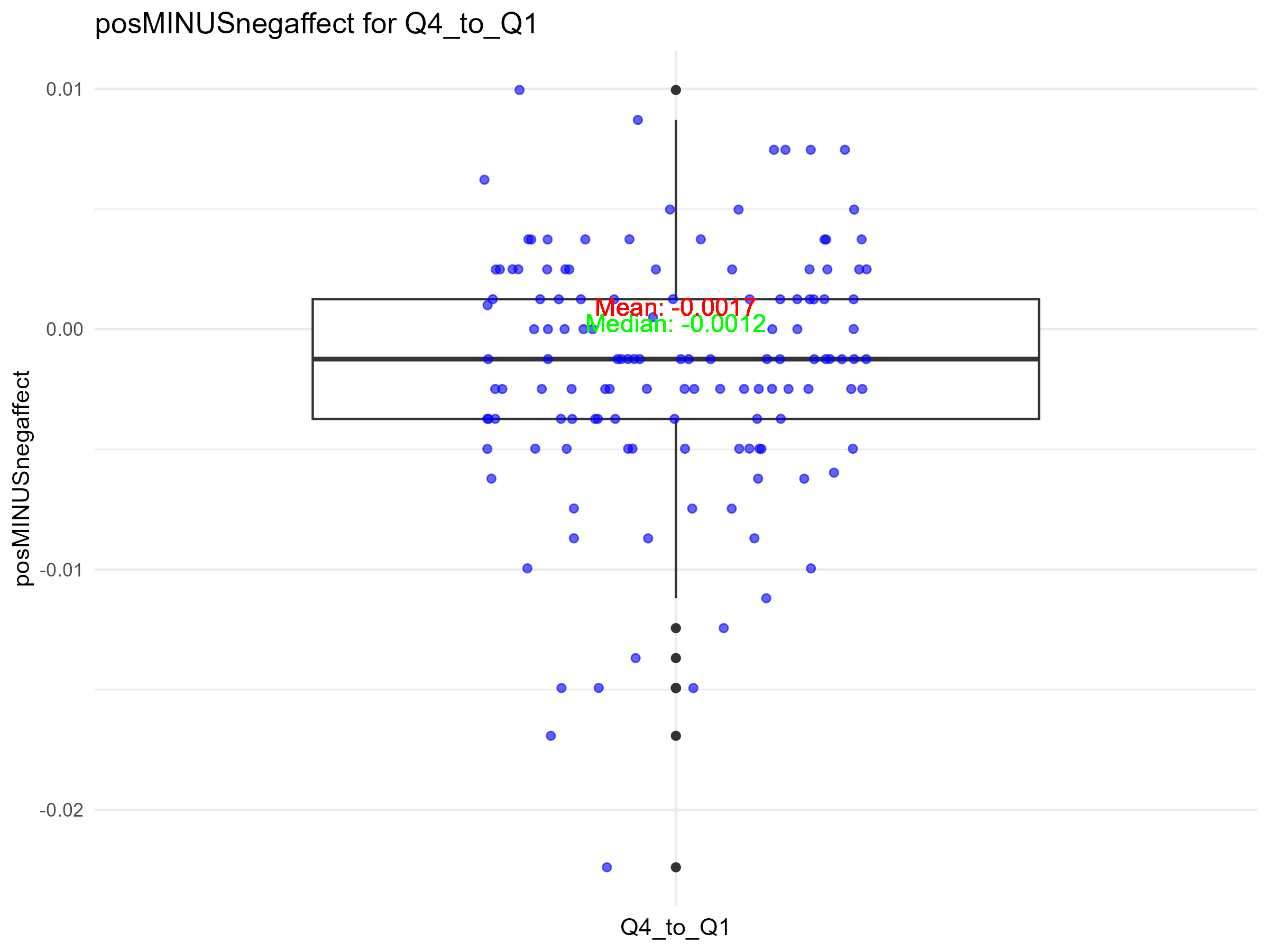 posMINUSnegaffect for Q4_to_Q1
posMINUSnegaffect
0.01
0.00
-0.01
-0.02
Mean: -0.0017
Median: -0.0012
Q4_to_Q1